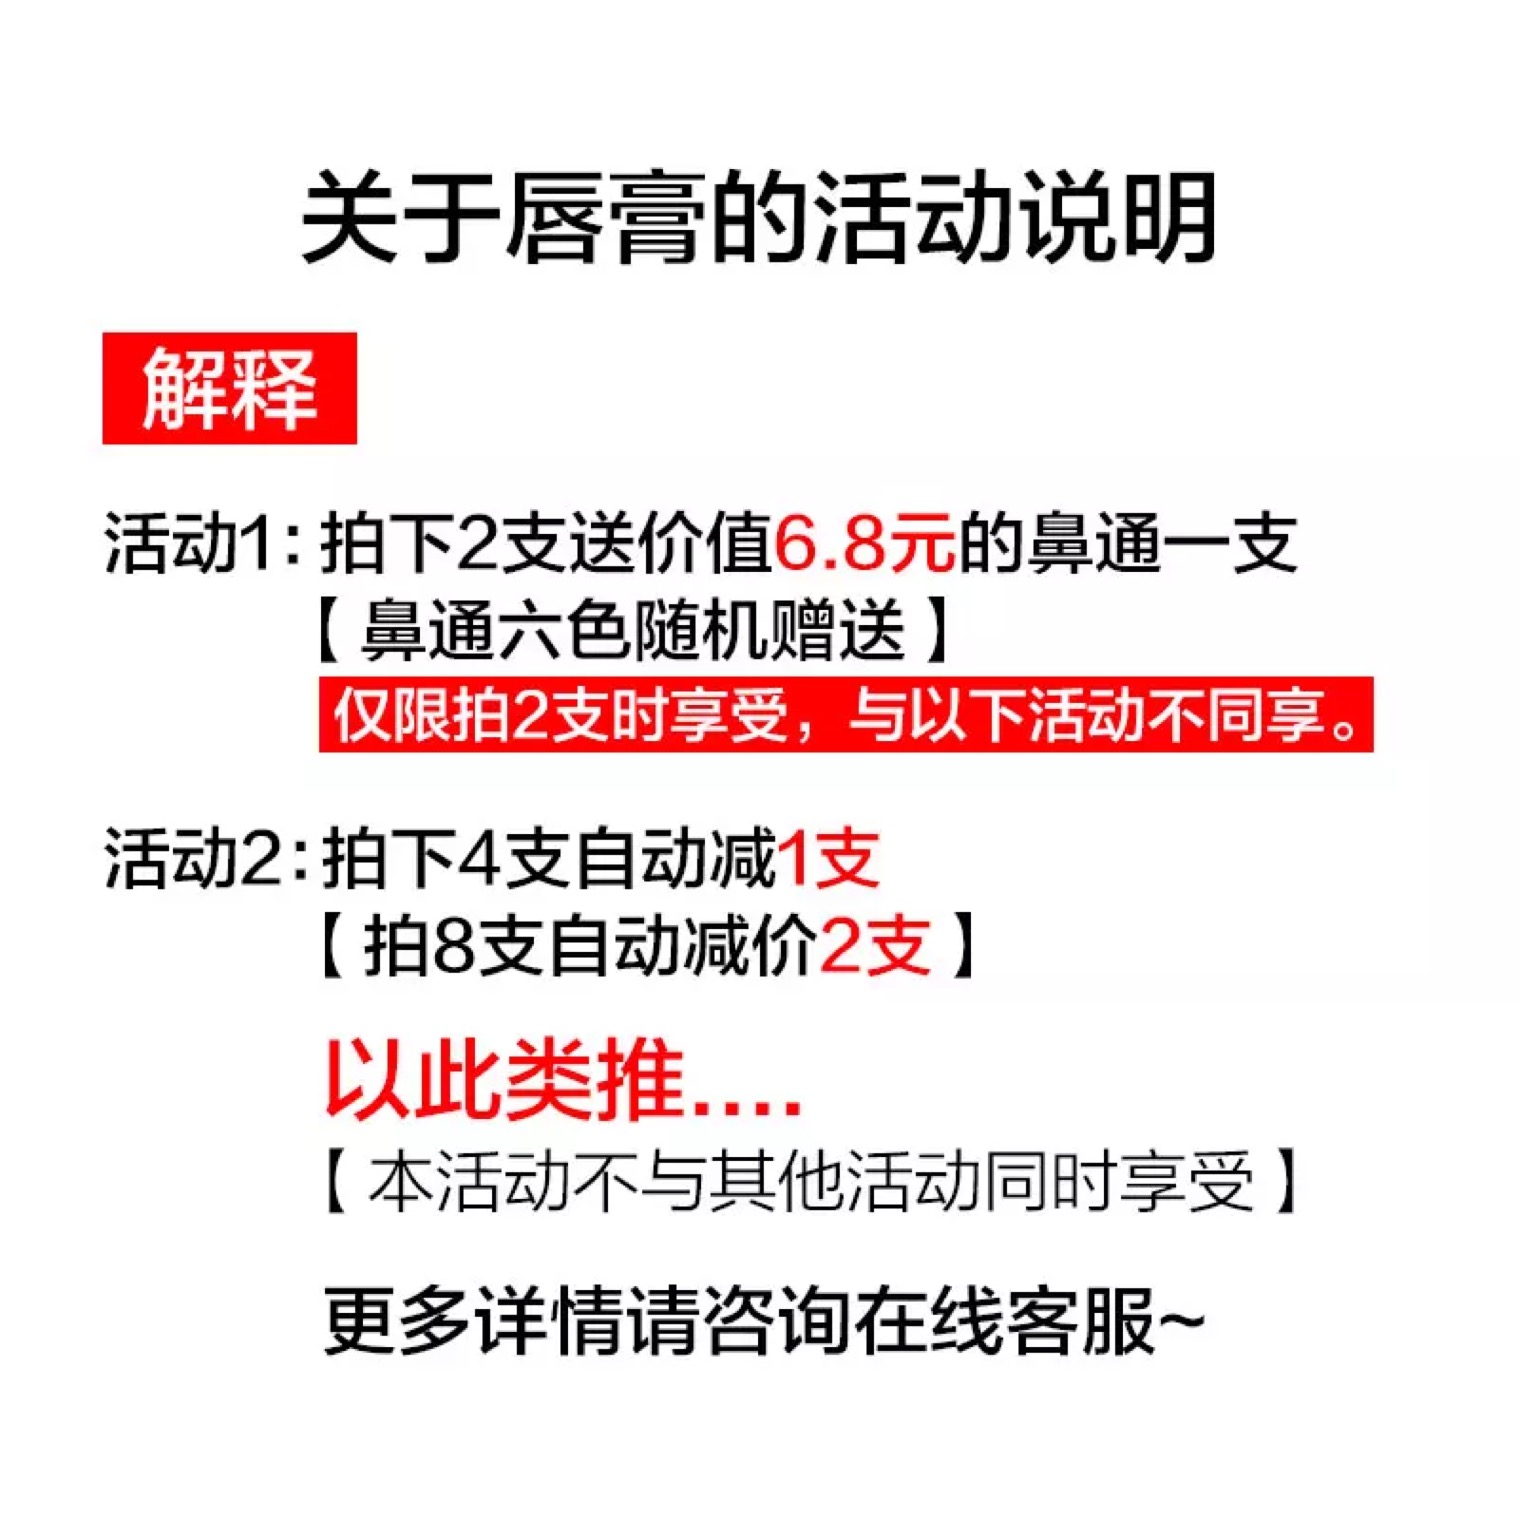 关于唇膏的活动说明
解释
活动1：拍下2支送价值6.8元的鼻通一支
【鼻通六色随机赠送】
仅限拍2支时享受，与以下活动不同享。
活动2：拍下4支自动减1支
【拍8支自动减价2支】
以此类推....
【本活动不与其他活动同时享受】
更多详情请咨询在线客服~